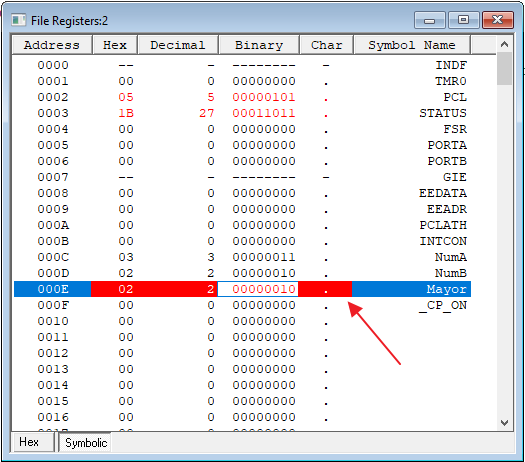 File Registers:2
Address Hex Decimal Binary Char Symbol Name
0000 -- - -------- - INDF
0001 00 0 00000000 . TMR0
0002 05 5 00000101 . PCL
0003 1B 27 00011011 . STATUS
0004 00 0 00000000 . FSR
0005 00 0 00000000 . PORTA
0006 00 0 00000000 . PORTB
0007 -- - -------- - GIE
0008 00 0 00000000 . EEDATA
0009 00 0 00000000 . EEADR
000A 00 0 00000000 . PCLATH
000B 00 0 00000000 . INTCON
000C 03 3 00000011 . NumA
000D 02 2 00000010 . NumB
000E 02 2 00000010 . Mayor
000F 00 0 00000000 . _CP_ON
0010 00 0 00000000 .
0011 00 0 00000000 .
0012 00 0 00000000 .
0013 00 0 00000000 .
0014 00 0 00000000 .
0015 00 0 00000000 .
0016 00 0 00000000 .
Hex Symbolic